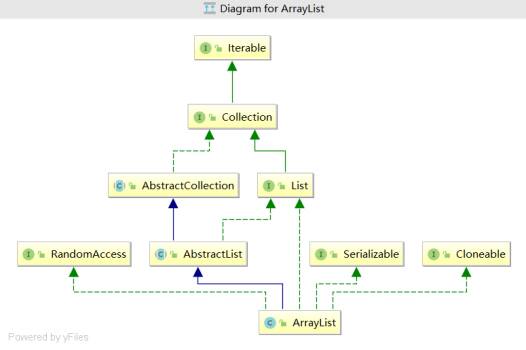 Diagram for ArrayList
I Iterable
I Collection
C AbstractCollection
I List
I RandomAccess
C AbstractList
I Serializable
I Cloneable
C ArrayList
Powered by yFiles